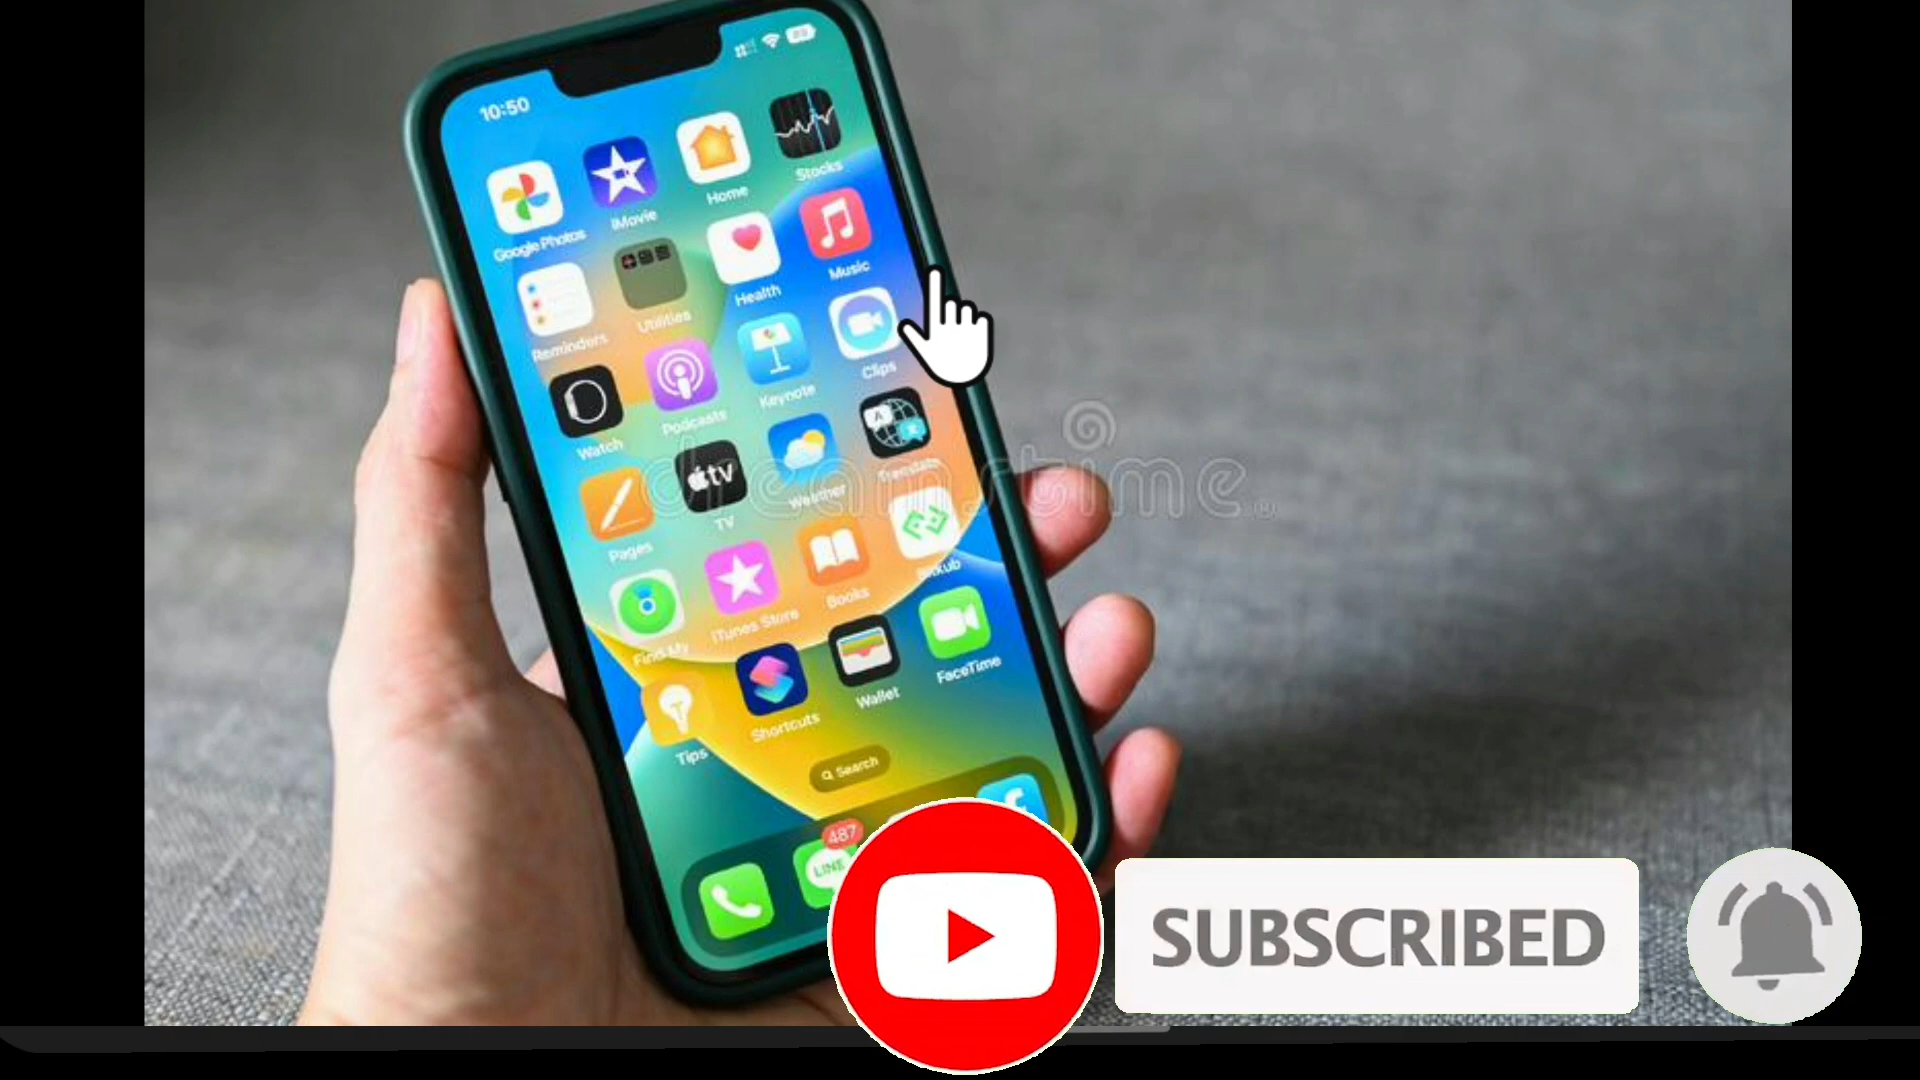 10:50
Stocks
Home
iMovie
Google Photos
Music
Health
Utilities
Reminders
Clips
Keynote
Podcasts
Watch
Translate
Weather
tv
TV
Pages
Books
iTunes Store
Find My
FaceTime
Wallet
Shortcuts
Tips
Search
487
LINE
dreamstime
SUBSCRIBED